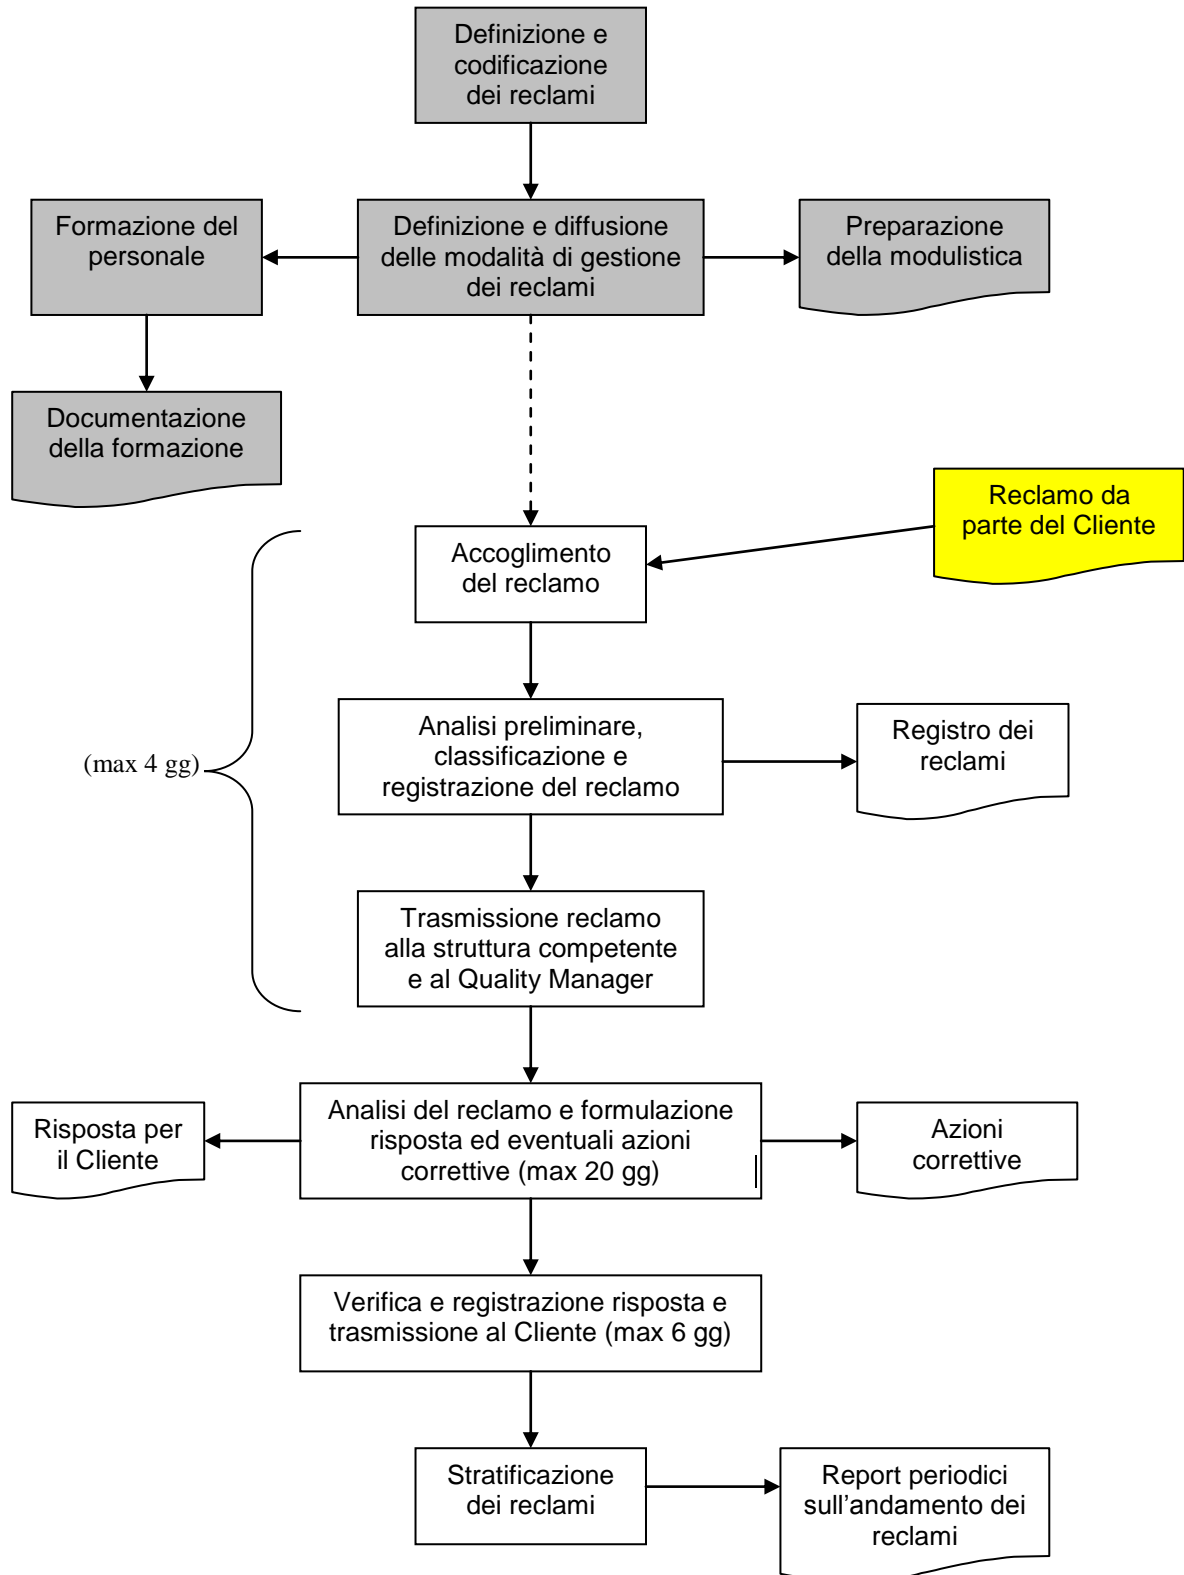 Definizione e
codificazione
dei reclami
Formazione del
personale
Definizione e diffusione
delle modalità di gestione
dei reclami
Preparazione
della modulistica
Documentazione
della formazione
Reclamo da
parte del Cliente
Accoglimento
del reclamo
(max 4 gg)
Analisi preliminare,
classificazione e
registrazione del reclamo
Registro dei
reclami
Trasmissione reclamo
alla struttura competente
e al Quality Manager
Risposta per
il Cliente
Analisi del reclamo e formulazione
risposta ed eventuali azioni
correttive (max 20 gg)
Azioni
correttive
Verifica e registrazione risposta e
trasmissione al Cliente (max 6 gg)
Stratificazione
dei reclami
Report periodici
sull’andamento dei
reclami